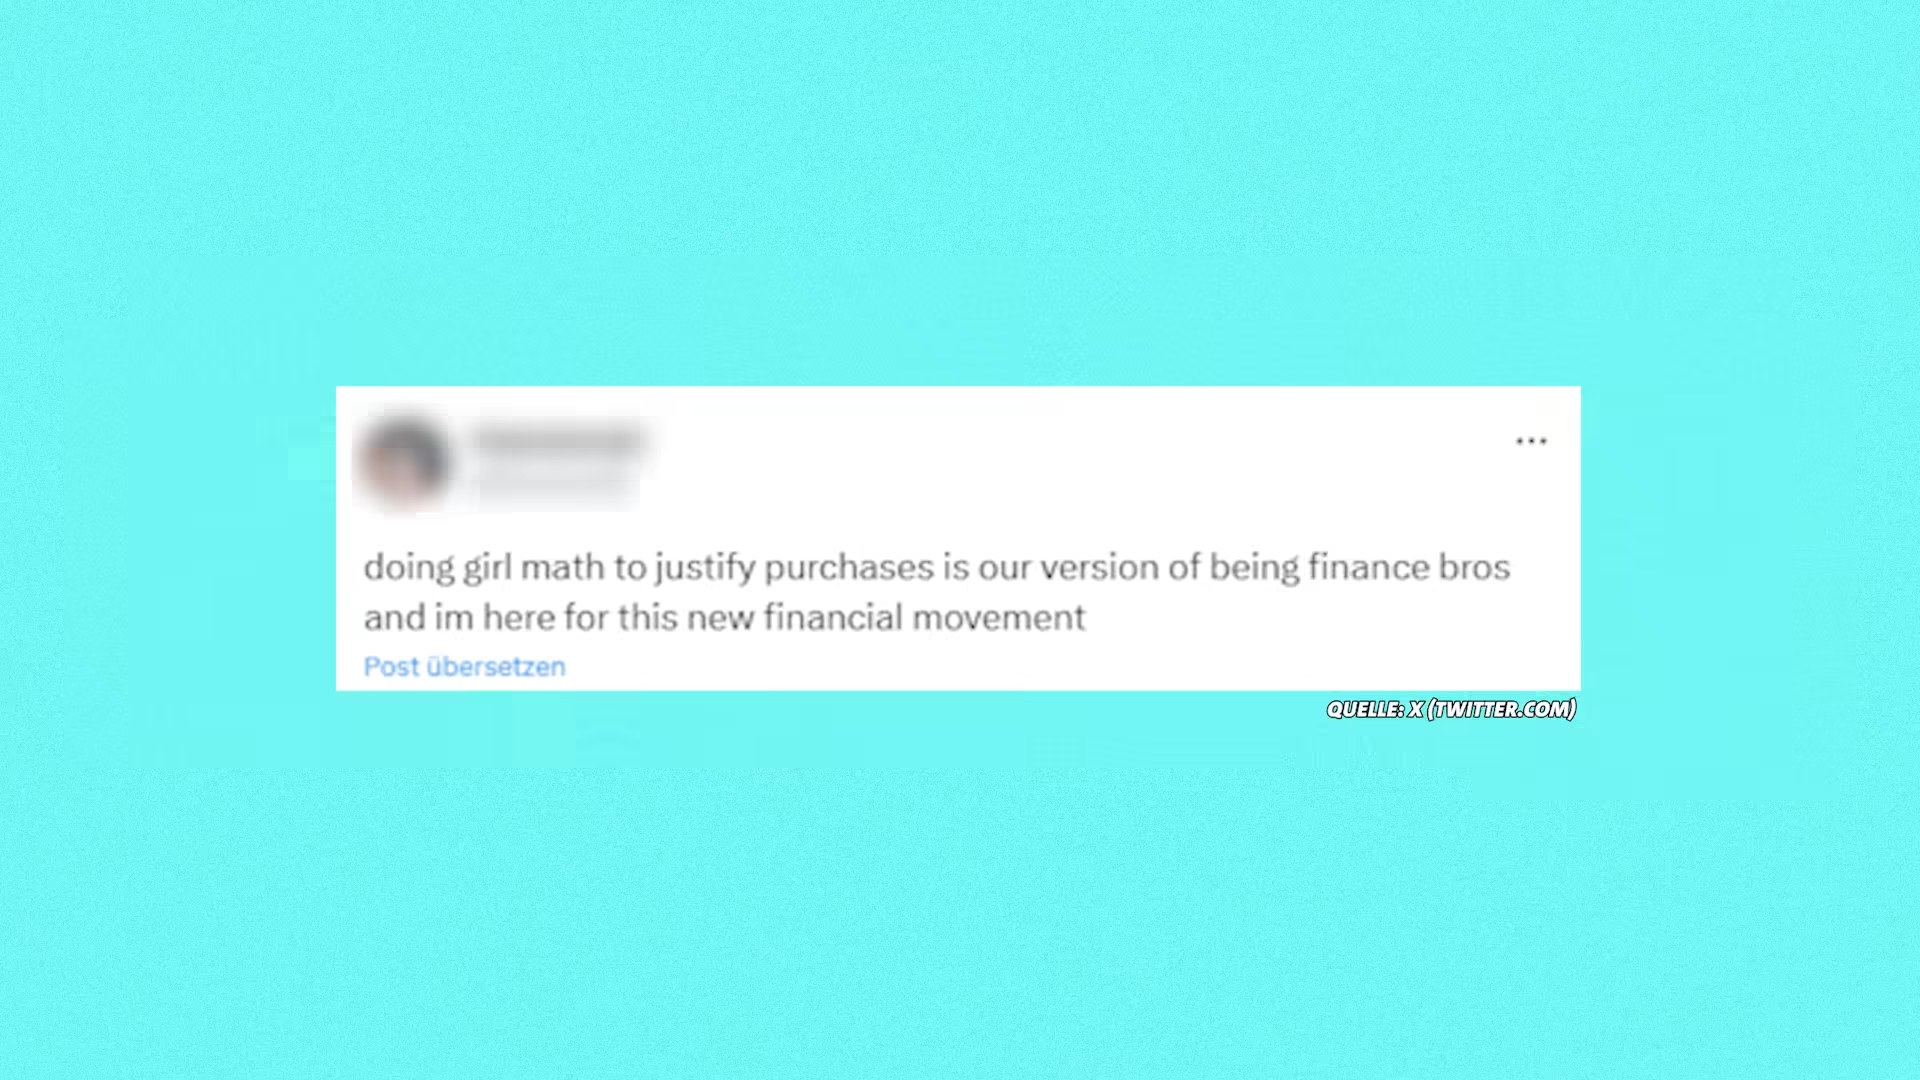 doing girl math to justify purchases is our version of being finance bros
and im here for this new financial movement
Post übersetzen
QUELLE: X (TWITTER.COM)